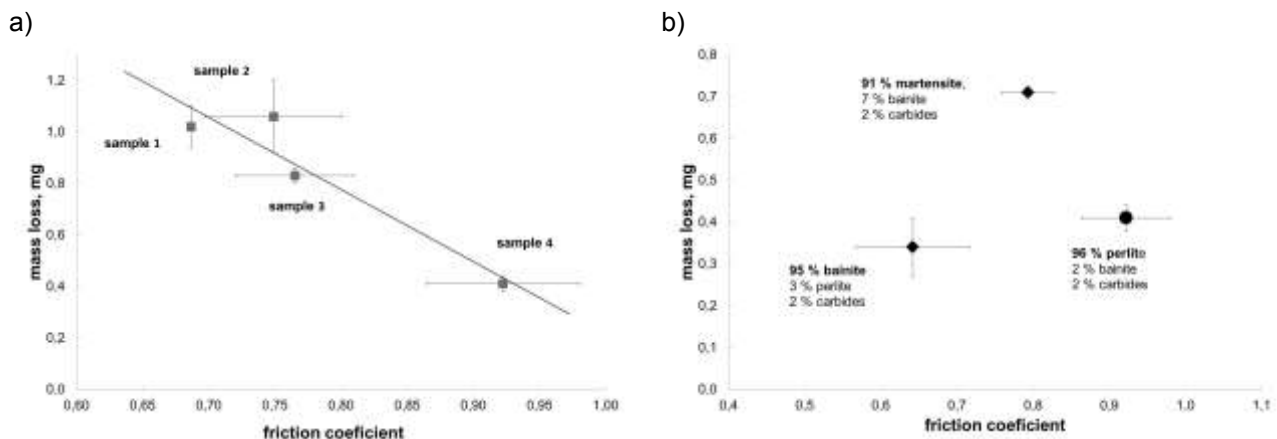 a)
mass loss, mg
1,2
1,0
0,8
0,6
0,4
0,2
0,0
sample 2
sample 1
sample 3
sample 4
0,60 0,65 0,70 0,75 0,80 0,85 0,90 0,95 1,00
friction coeficient
b)
mass loss, mg
0,8
0,7
0,6
0,5
0,4
0,3
0,2
0,1
0,0
91 % martensite,
7 % bainite
2 % carbides
95 % bainite
3 % perlite
2 % carbides
96 % perlite
2 % bainite
2 % carbides
0,4 0,5 0,6 0,7 0,8 0,9 1,0 1,1
friction coeficient